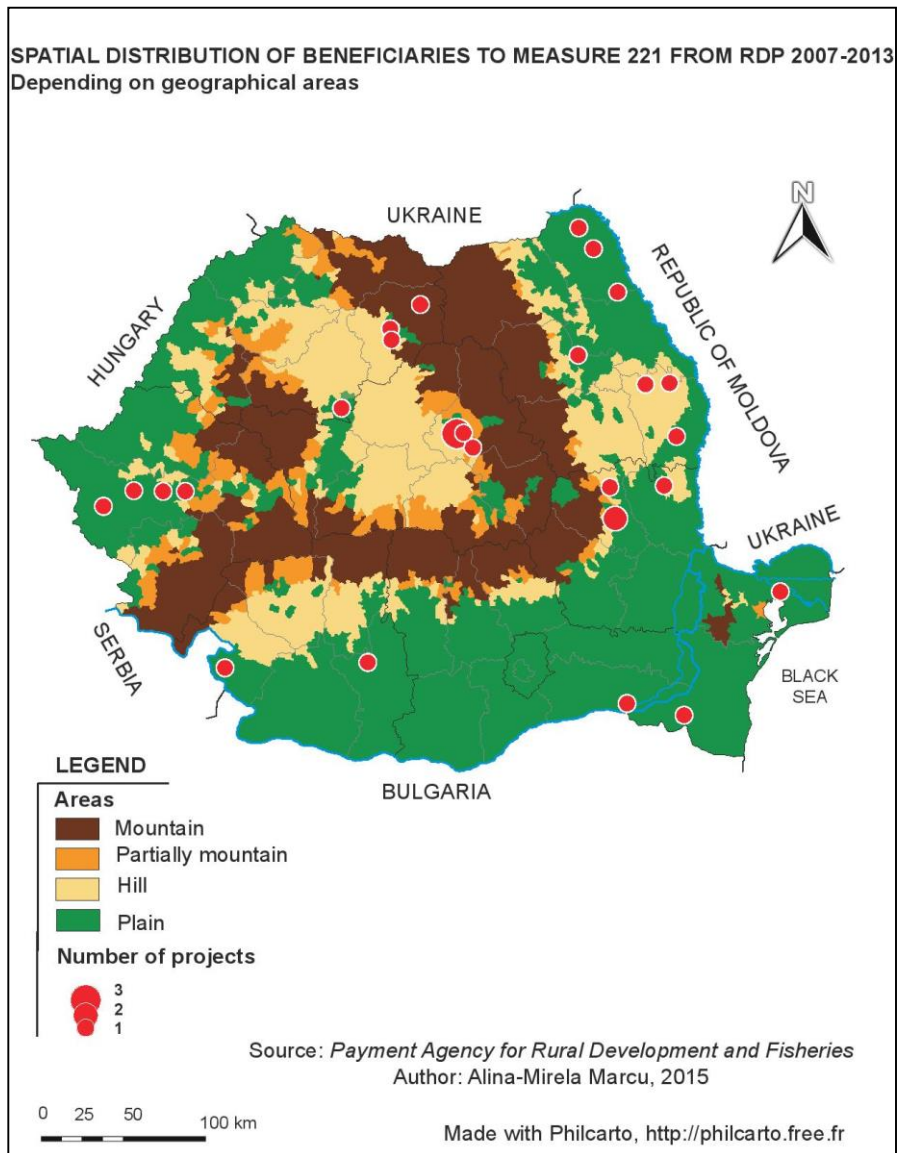 SPATIAL DISTRIBUTION OF BENEFICIARIES TO MEASURE 221 FROM RDP 2007-2013
Depending on geographical areas
N
UKRAINE
REPUBLIC OF MOLDOVA
HUNGARY
UKRAINE
SERBIA
BLACK
SEA
BULGARIA
LEGEND
Areas
Mountain
Partially mountain
Hill
Plain
Number of projects
3
2
1
Source: Payment Agency for Rural Development and Fisheries
Author: Alina-Mirela Marcu, 2015
0 25 50 100 km
Made with Philcarto, http://philcarto.free.fr